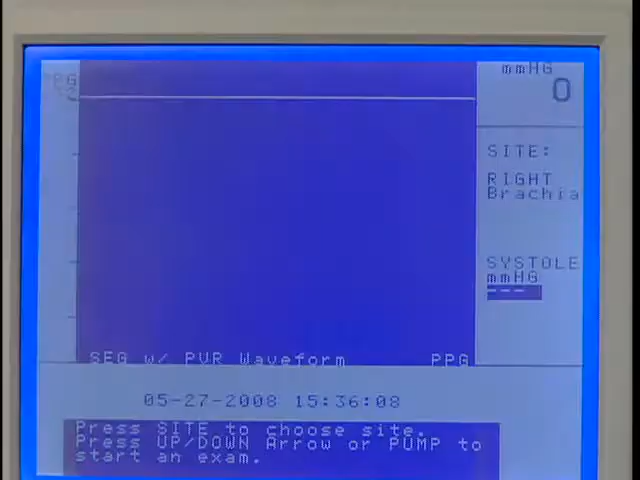 mmHG
0
SITE:
RIGHT
Brachia
SYSTOLE
mmHG
---
SEG w/ PVR Waveform PPG
05-27-2008 15:36:08
Press SITE to choose site.
Press UP/DOWN Arrow or PUMP to
start an exam.